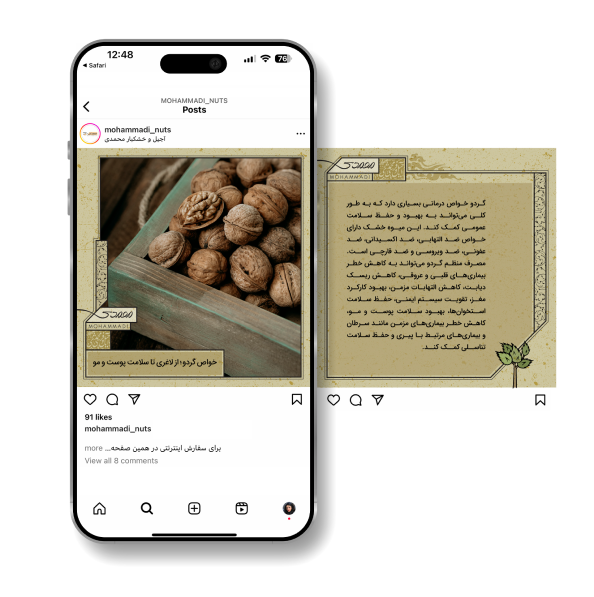 12:48
76
◂ Safari
MOHAMMADI_NUTS
Posts
mohammadi_nuts
آجیل و خشکبار محمدی
محمدی
MOHAMMADI
خواص گردو؛ از لاغری تا سلامت پوست و مو
91 likes
mohammadi_nuts
برای سفارش اینترنتی در همین صفحه... more
View all 8 comments
محمدی
MOHAMMADI
گردو خواص درمانی بسیاری دارد که به طور
کلی می‌تواند به بهبود و حفظ سلامت
عمومی کمک کند. این میوه خشک دارای
خواص ضد التهابی، ضد اکسیدانی، ضد
عفونی، ضد ویروسی و ضد قارچی است.
مصرف منظم گردو می‌تواند به کاهش خطر
بیماری‌های قلبی و عروقی، کاهش ریسک
دیابت، کاهش التهابات مزمن، بهبود کارکرد
مغز، تقویت سیستم ایمنی، حفظ سلامت
استخوان‌ها، بهبود سلامت پوست و مو،
کاهش خطر بیماری‌های مزمن مانند سرطان
و بیماری‌های مرتبط با پیری و حفظ سلامت
تناسلی کمک کند.